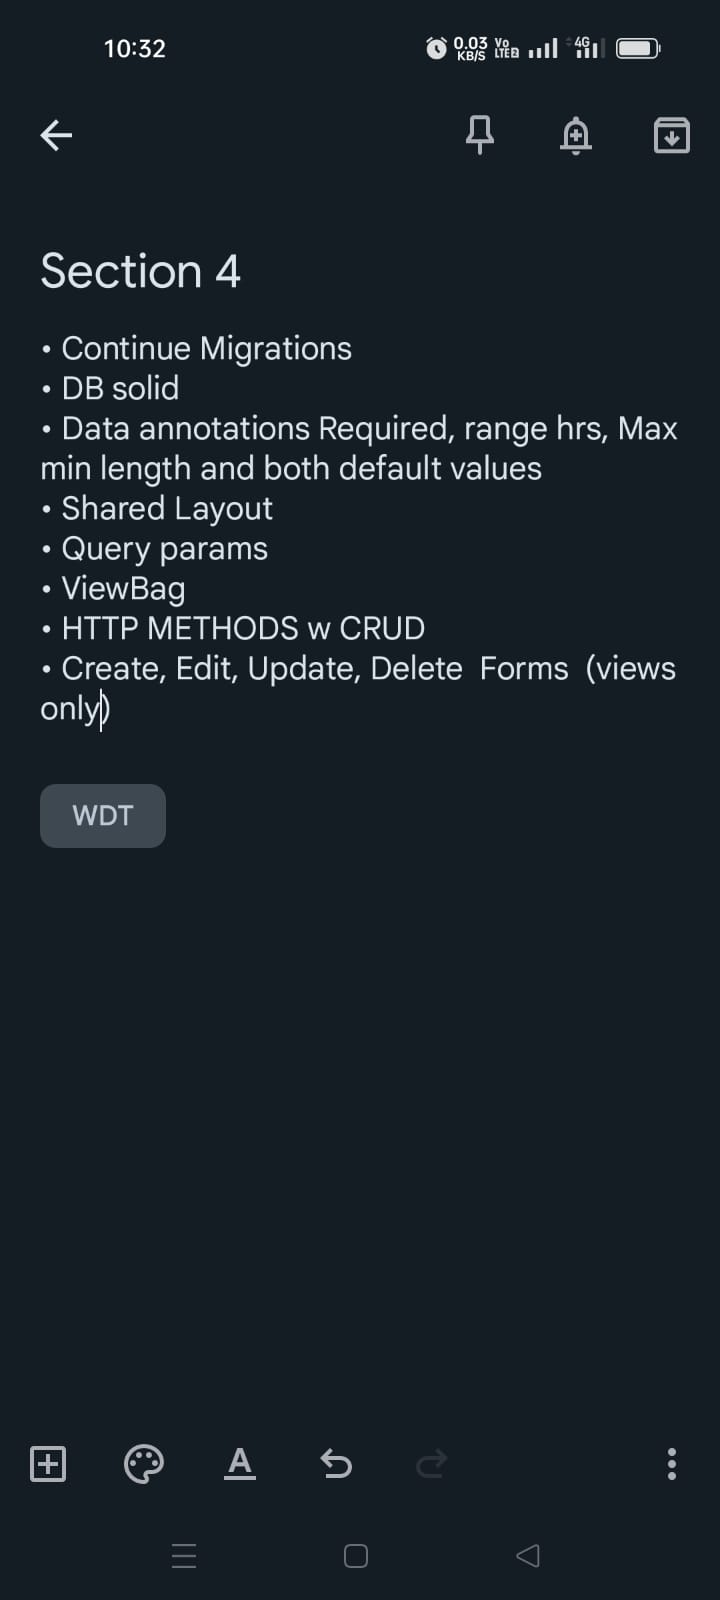 10:32
0.03
KB/S
Vo
LTE2
4G
Section 4
• Continue Migrations
• DB solid
• Data annotations Required, range hrs, Max
min length and both default values
• Shared Layout
• Query params
• ViewBag
• HTTP METHODS w CRUD
• Create, Edit, Update, Delete  Forms  (views
only)
WDT
A